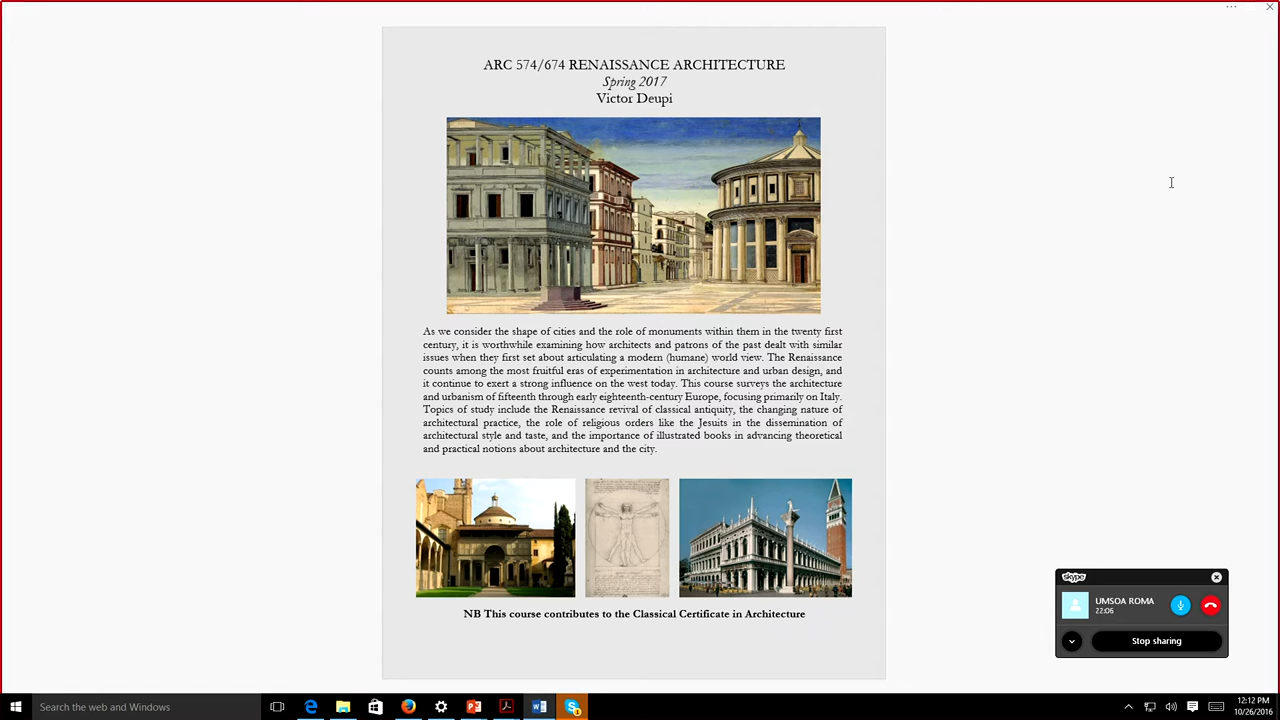 ARC 574/674 RENAISSANCE ARCHITECTURE
Spring 2017
Victor Deupi
As we consider the shape of cities and the role of monuments within them in the twenty first
century, it is worthwhile examining how architects and patrons of the past dealt with similar
issues when they first set about articulating a modern (humane) world view. The Renaissance
counts among the most fruitful eras of experimentation in architecture and urban design, and
it continue to exert a strong influence on the west today. This course surveys the architecture
and urbanism of fifteenth through early eighteenth-century Europe, focusing primarily on Italy.
Topics of study include the Renaissance revival of classical antiquity, the changing nature of
architectural practice, the role of religious orders like the Jesuits in the dissemination of
architectural style and taste, and the importance of illustrated books in advancing theoretical
and practical notions about architecture and the city.
NB This course contributes to the Classical Certificate in Architecture
skype
UMSOA ROMA
22:06
Stop sharing
Search the web and Windows
12:12 PM
10/26/2016